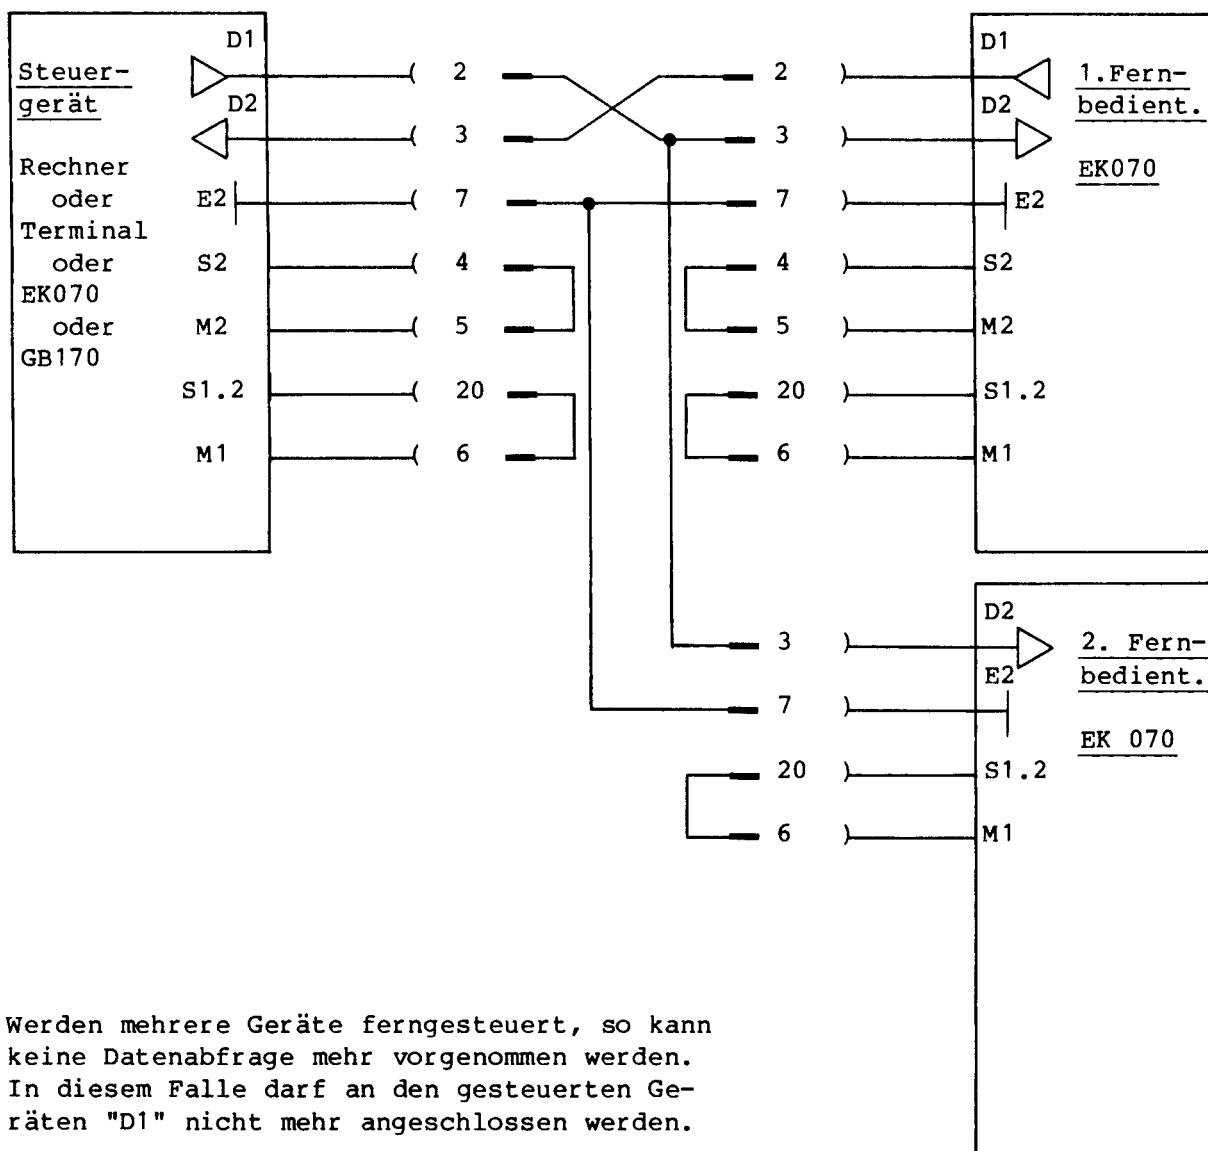 D1
Steuer-
gerät
D2
Rechner
oder
Terminal
oder
EK070
oder
GB170
E2
S2
M2
S1.2
M1
2
3
7
4
5
20
6
2
3
7
4
5
20
6
D1
1.Fern-
bedient.
D2
EK070
E2
S2
M2
S1.2
M1
3
7
20
6
D2
2. Fern-
bedient.
E2
EK 070
S1.2
M1
Werden mehrere Geräte ferngesteuert, so kann
keine Datenabfrage mehr vorgenommen werden.
In diesem Falle darf an den gesteuerten Ge-
räten "D1" nicht mehr angeschlossen werden.